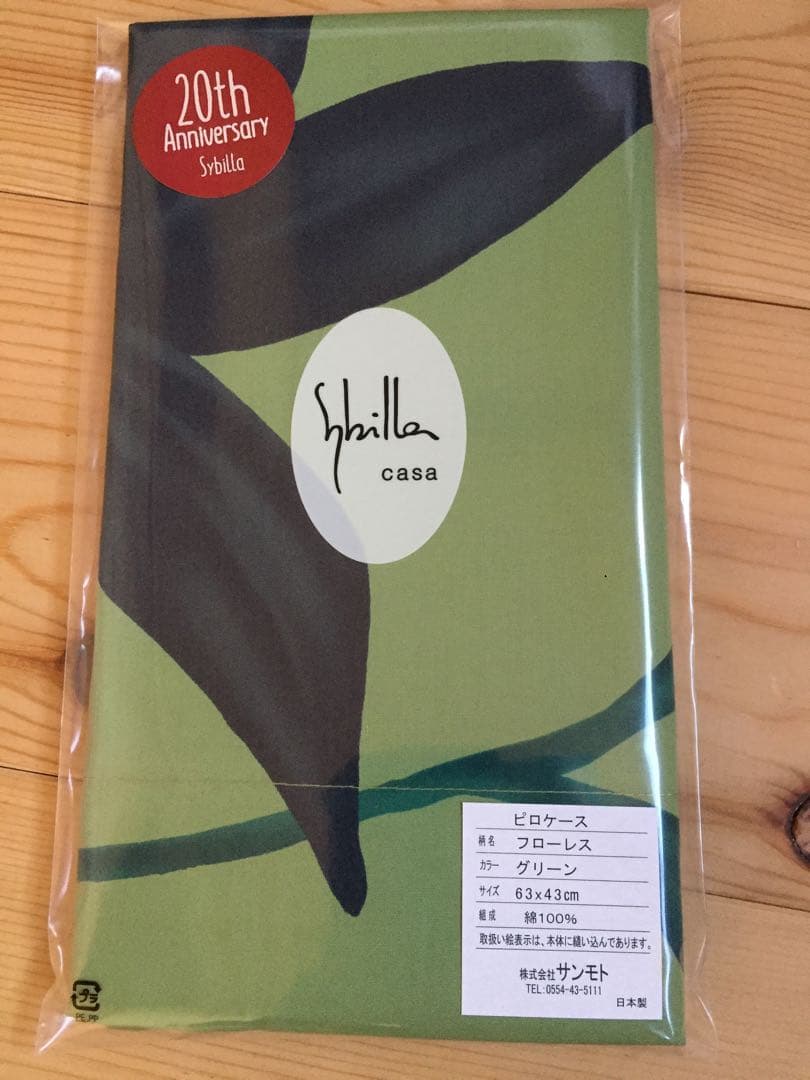 20th
Anniversary
Sybilla
Sybilla
casa
ピロケース
柄名 フローレス
カラー グリーン
サイズ 63x43cm
組成 綿100%
取扱い絵表示は、本体に縫い込んであります。
株式会社サンモト
TEL:0554-43-5111
日本製
プラ
PE,PP